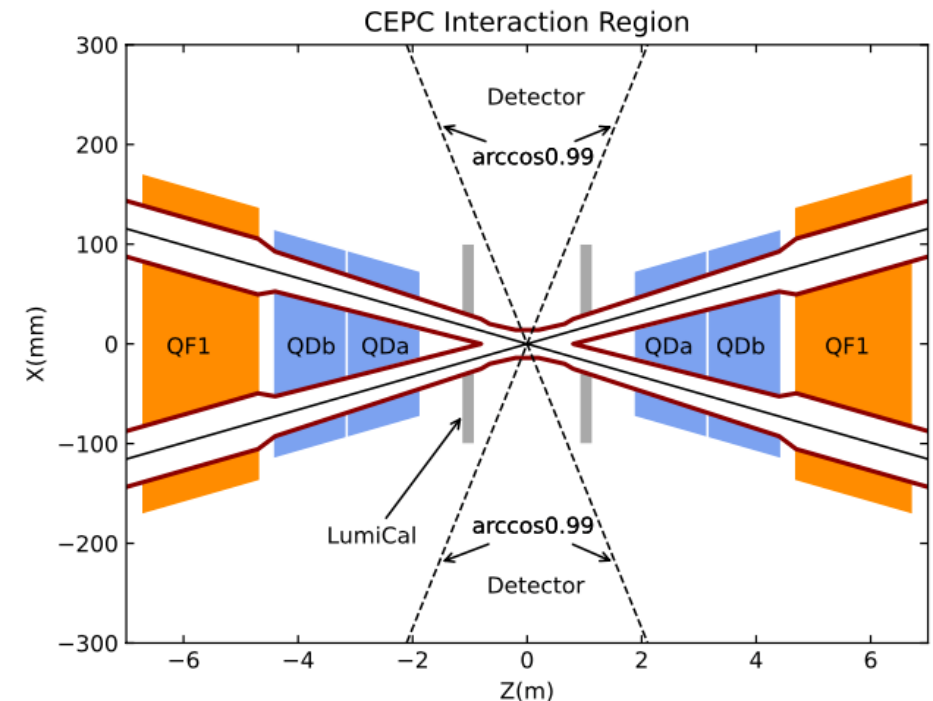 CEPC Interaction Region
300
200
100
0
−100
−200
−300
X(mm)
Detector
arccos0.99
QF1
QDb
QDa
QDa
QDb
QF1
LumiCal
arccos0.99
Detector
−6
−4
−2
0
2
4
6
Z(m)